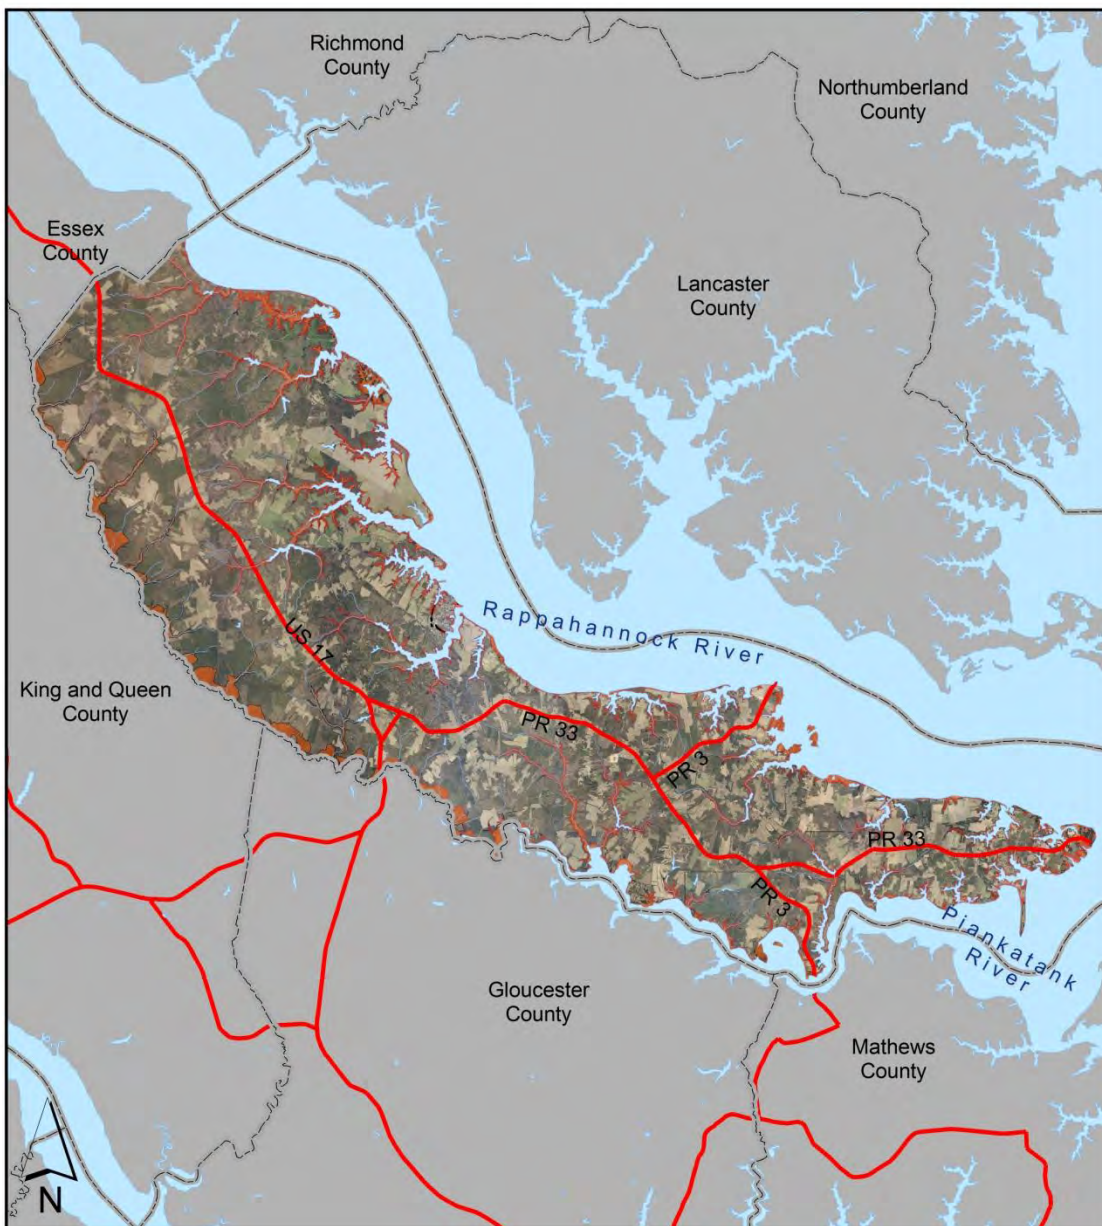 Richmond
County
Northumberland
County
Essex
County
Lancaster
County
Rappahannock River
US 17
King and Queen
County
PR 33
PR 3
PR 33
PR 3
Piankatank
River
Gloucester
County
Mathews
County
N